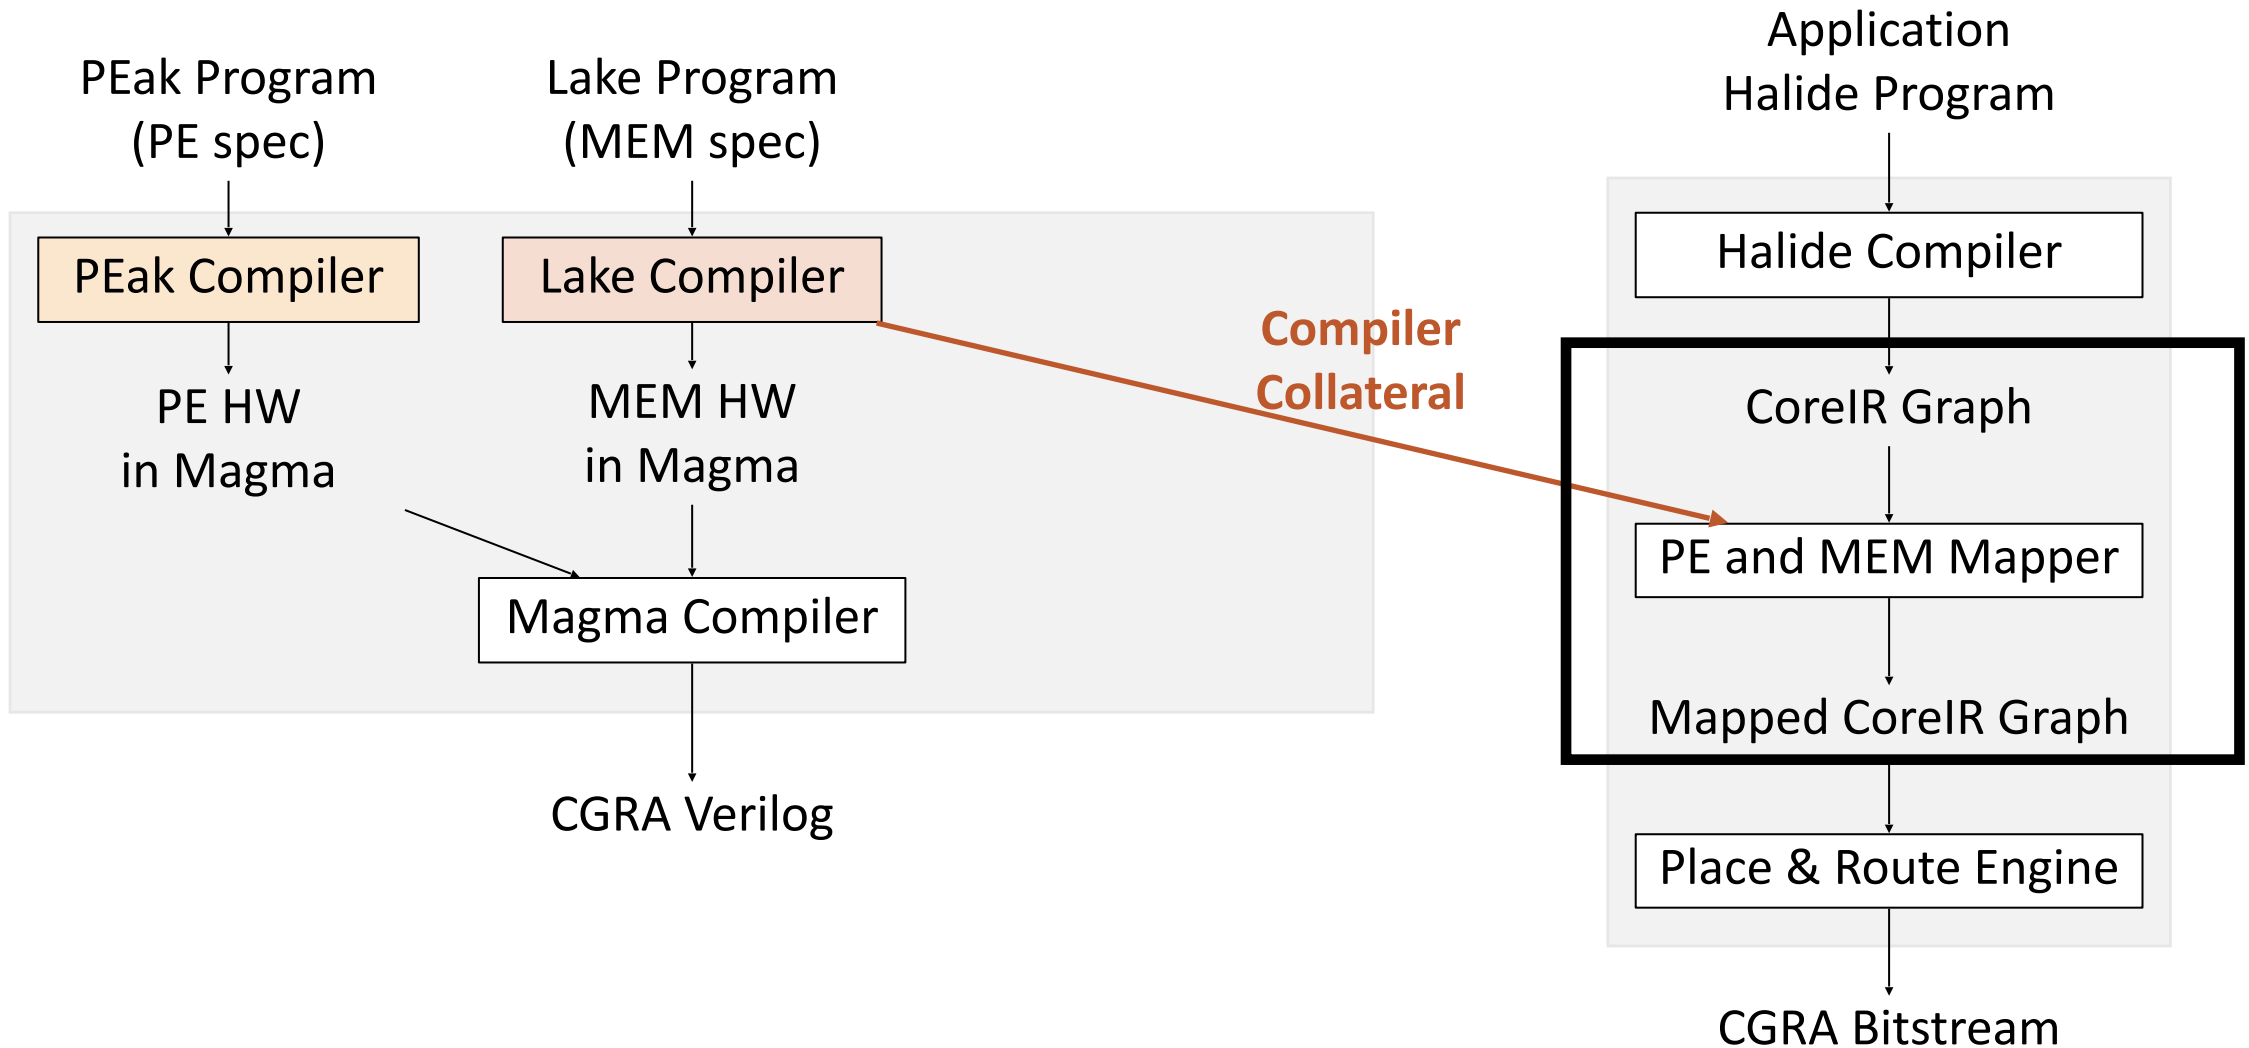 PEak Program
(PE spec)
Lake Program
(MEM spec)
PEak Compiler
Lake Compiler
PE HW
in Magma
MEM HW
in Magma
Magma Compiler
CGRA Verilog
Compiler
Collateral
Application
Halide Program
Halide Compiler
CoreIR Graph
PE and MEM Mapper
Mapped CoreIR Graph
Place & Route Engine
CGRA Bitstream